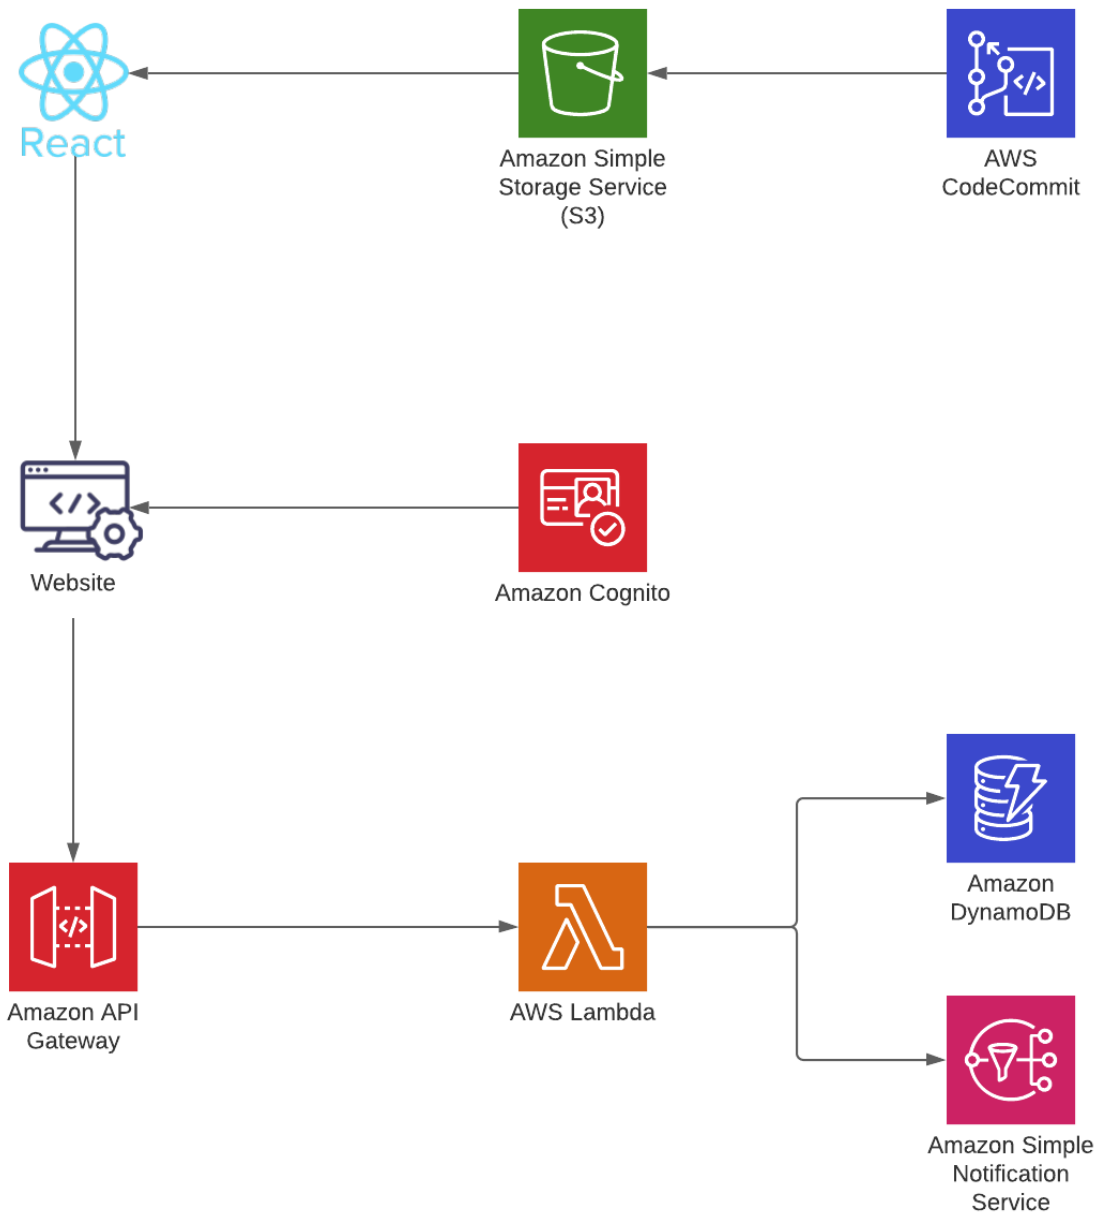 React
Amazon Simple
Storage Service
(S3)
AWS
CodeCommit
</>
Website
Amazon Cognito
</>
Amazon API
Gateway
AWS Lambda
Amazon
DynamoDB
Amazon Simple
Notification
Service